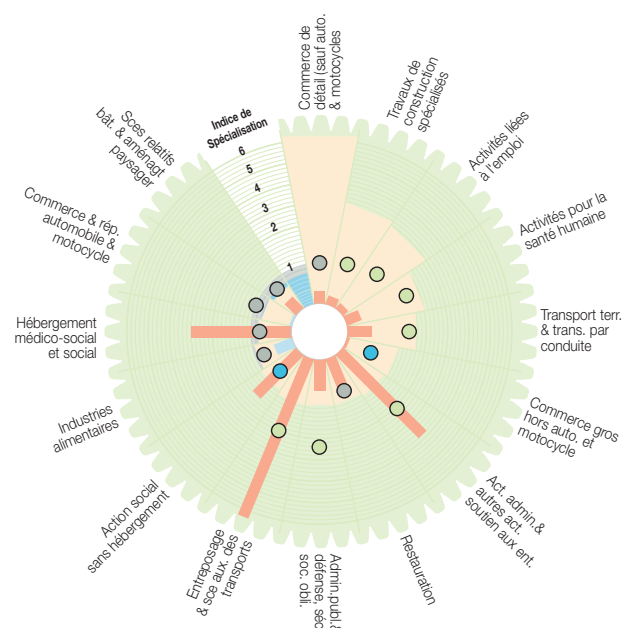 Indice de
Spécialisation
6
5
4
3
2
1
Commerce de
détail (sauf auto.
& motocycles
Travaux de
construction
spécialisés
Activités liées
à l'emploi
Activités pour la
santé humaine
Transport terr.
& trans. par
conduite
Commerce gros
hors auto. et
motocycle
Act. admin.&
autres act.
soutien aux ent.
Restauration
Admin.publ.&
défense, séc
soc. obli.
Entreposage
& sce aux. des
transports
Action social
sans hébergement
Industries
alimentaires
Hébergement
médico-social
et social
Commerce & rép.
automobile &
motocycle
Sces relatifs
bât. & aménagt
paysager